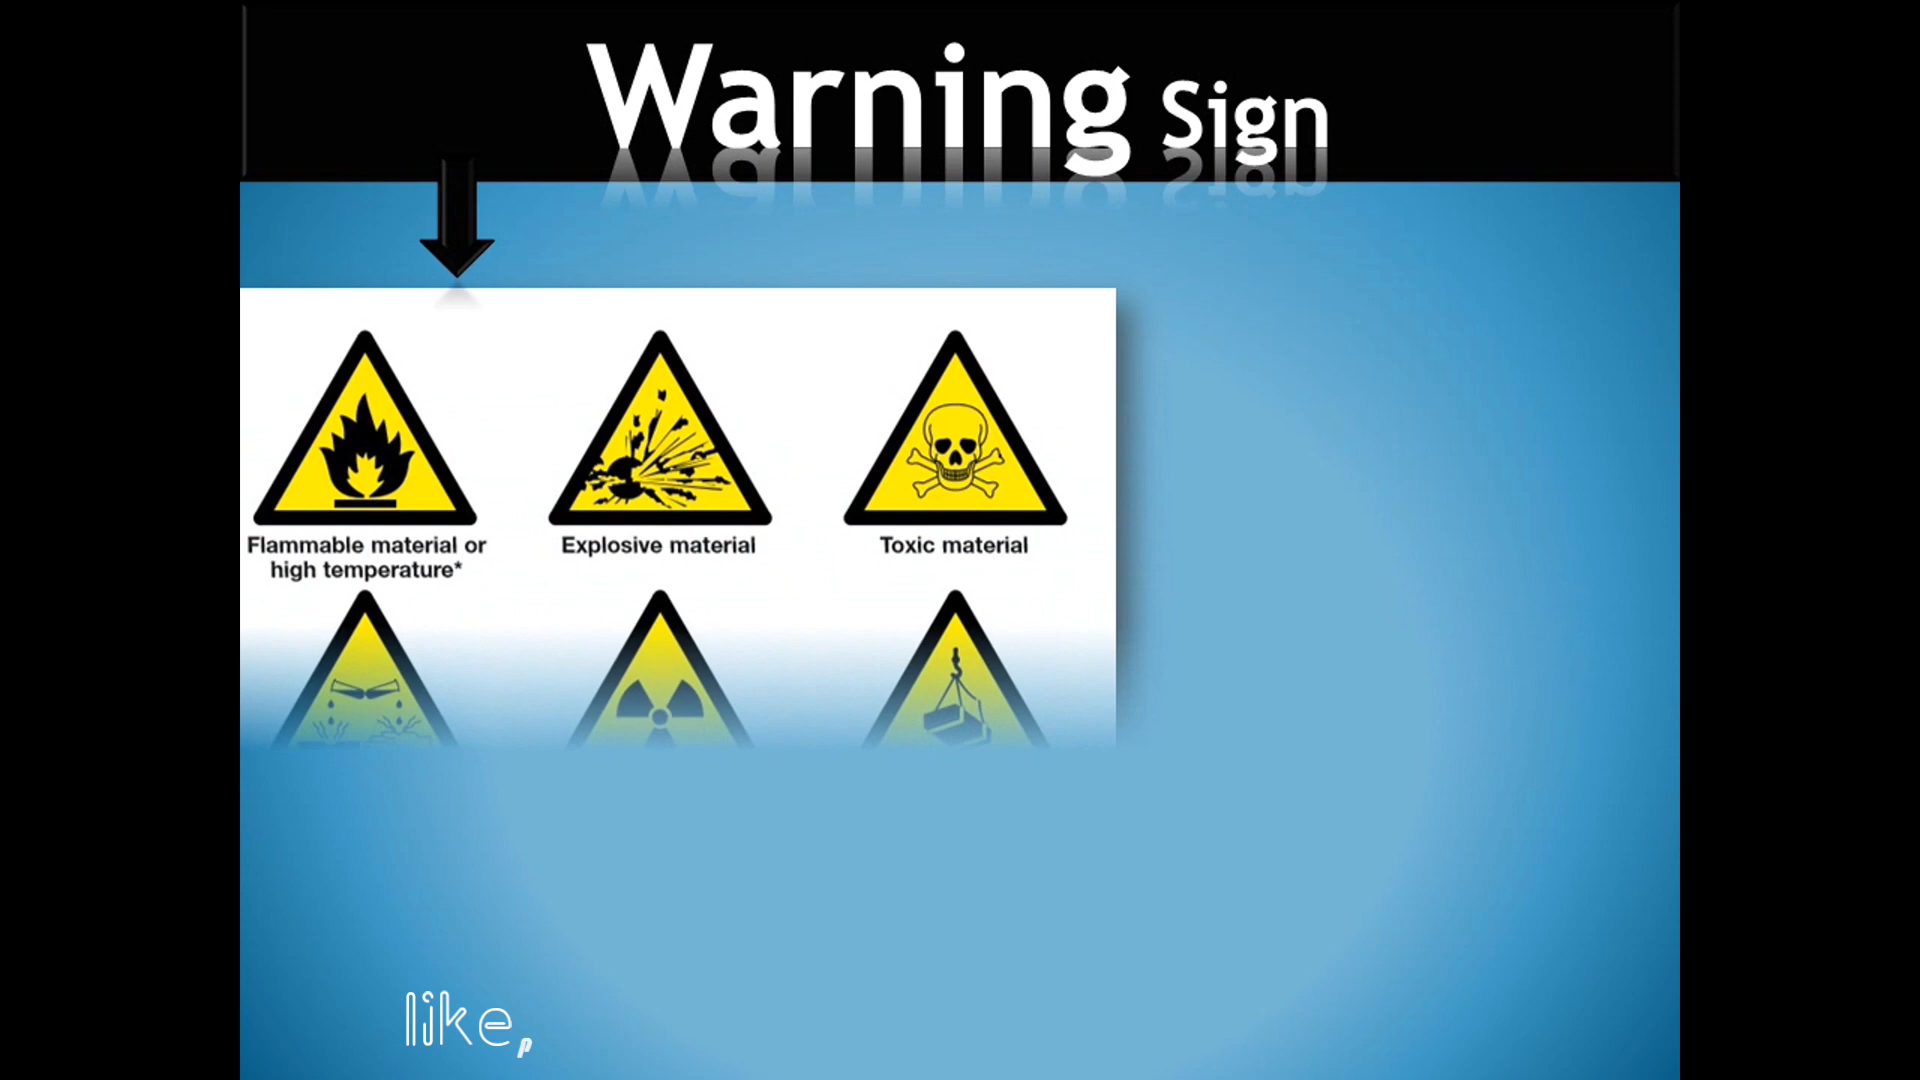 Warning Sign
Flammable material or
high temperature*
Explosive material
Toxic material
like,